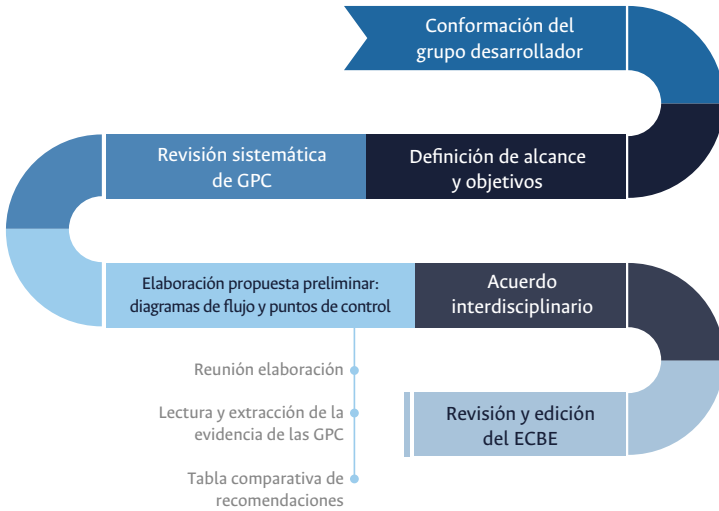 Conformación del
grupo desarrollador
Definición de alcance
y objetivos
Revisión sistemática
de GPC
Elaboración propuesta preliminar:
diagramas de flujo y puntos de control
Reunión elaboración
Lectura y extracción de la
evidencia de las GPC
Tabla comparativa de
recomendaciones
Acuerdo
interdisciplinario
Revisión y edición
del ECBE